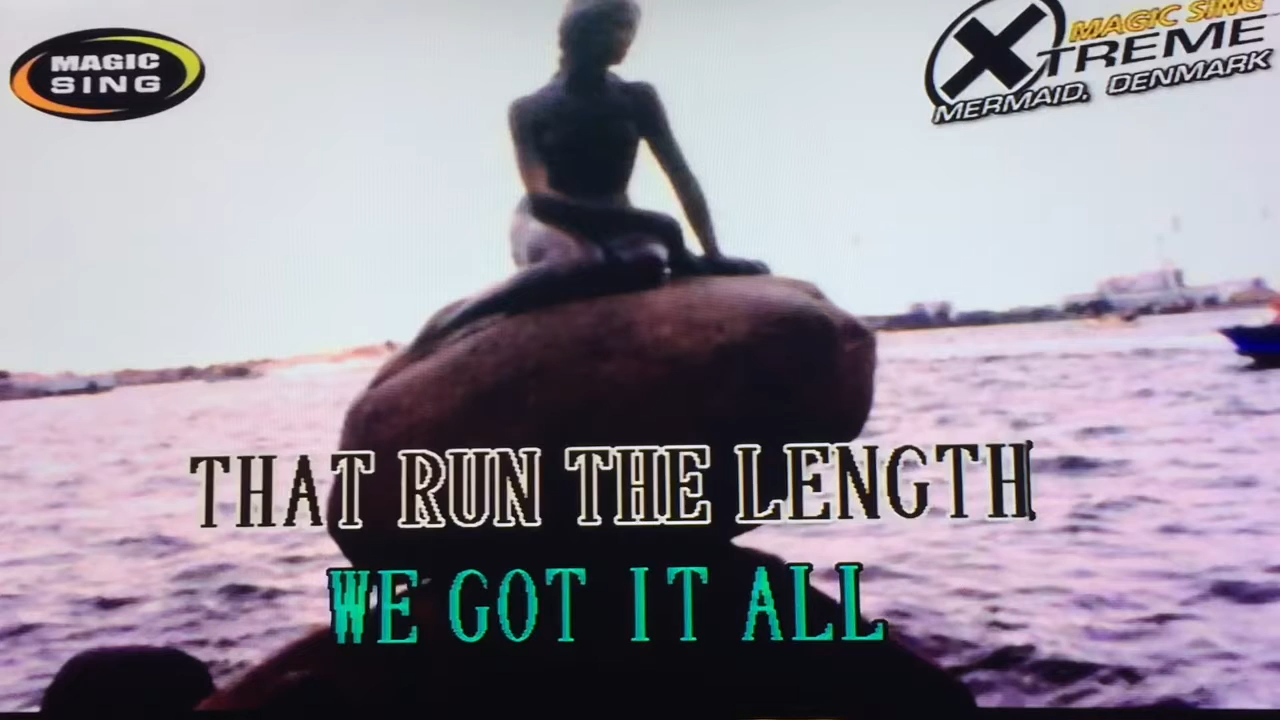 MAGIC
SING
MAGIC SING
XTREME
MERMAID, DENMARK
THAT RUN THE LENGTH
WE GOT IT ALL